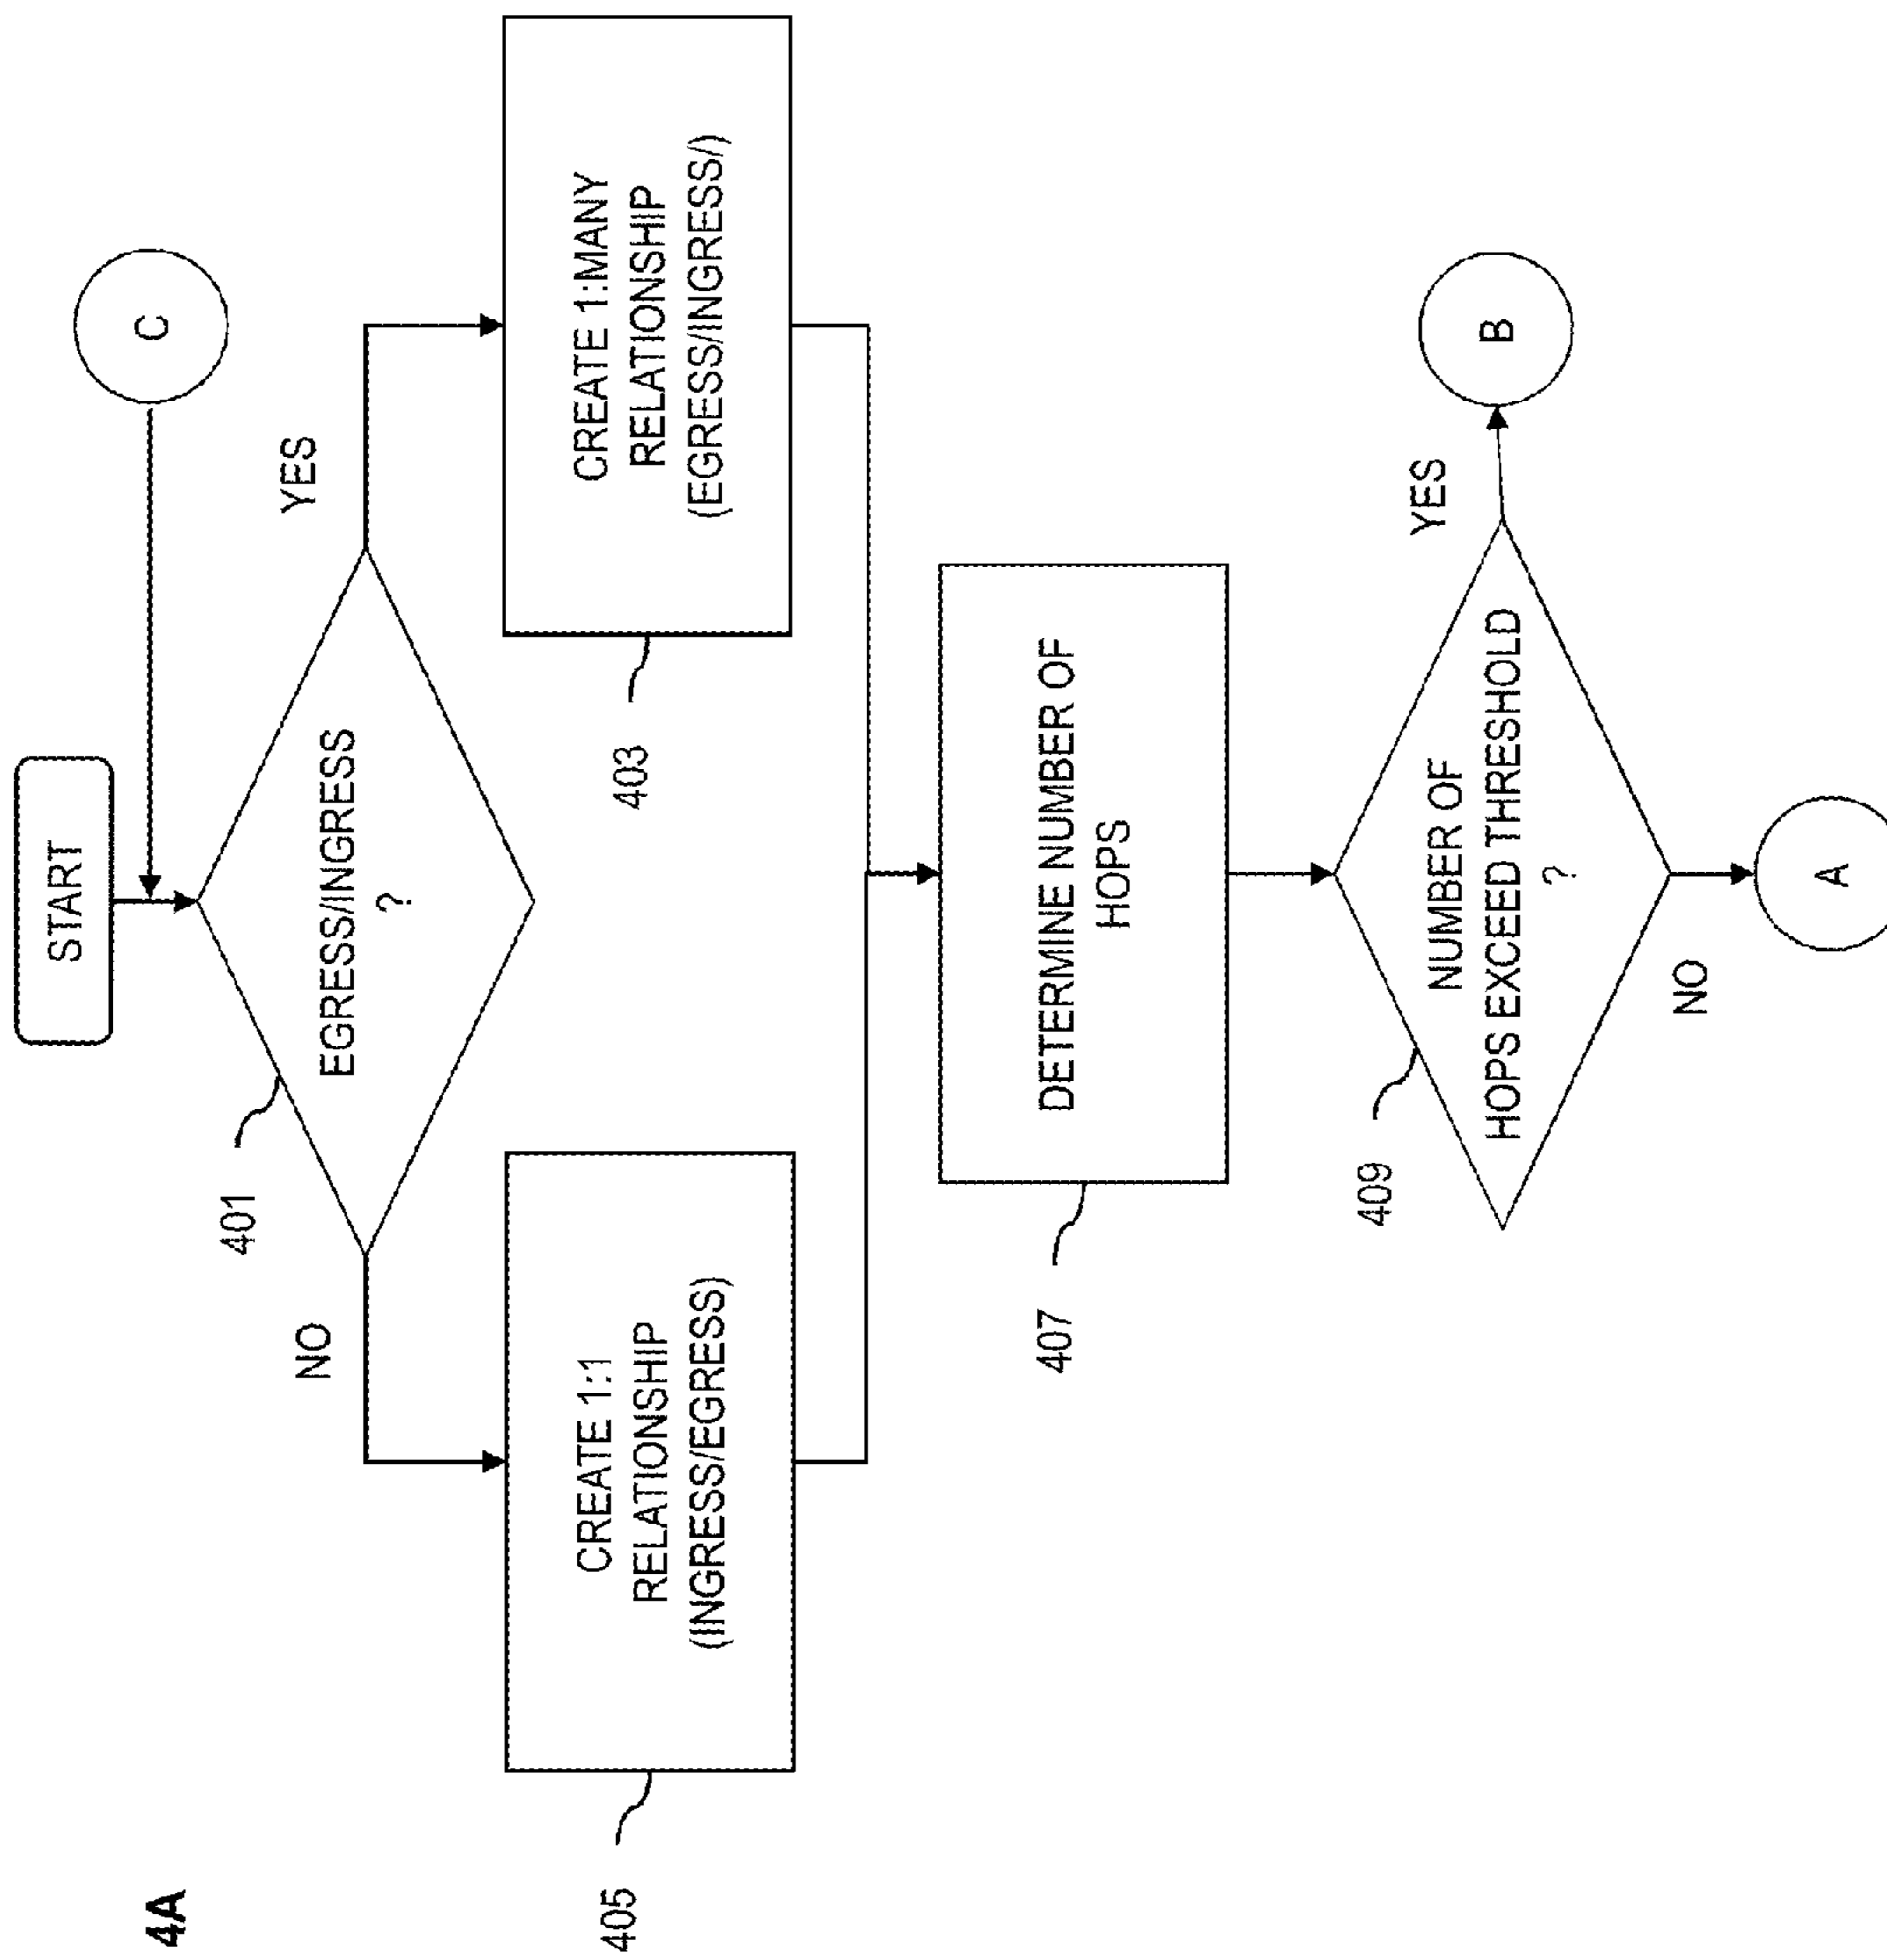 4A
START
C
401
EGRESS/INGRESS
?
NO
YES
405
CREATE 1:1
RELATIONSHIP
(INGRESS/EGRESS)
403
CREATE 1:MANY
RELATIONSHIP
(EGRESS/INGRESS/)
407
DETERMINE NUMBER OF
HOPS
409
NUMBER OF
HOPS EXCEED THRESHOLD
?
YES
B
NO
A